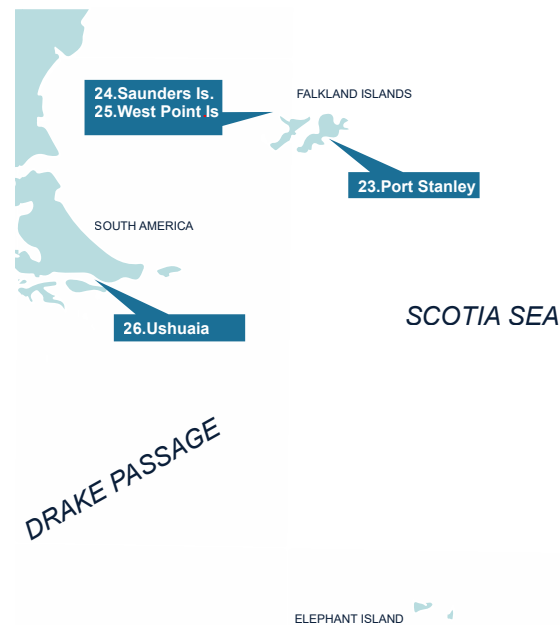 24.Saunders Is.
25.West Point Is
FALKLAND ISLANDS
23.Port Stanley
SOUTH AMERICA
26.Ushuaia
SCOTIA SEA
DRAKE PASSAGE
ELEPHANT ISLAND